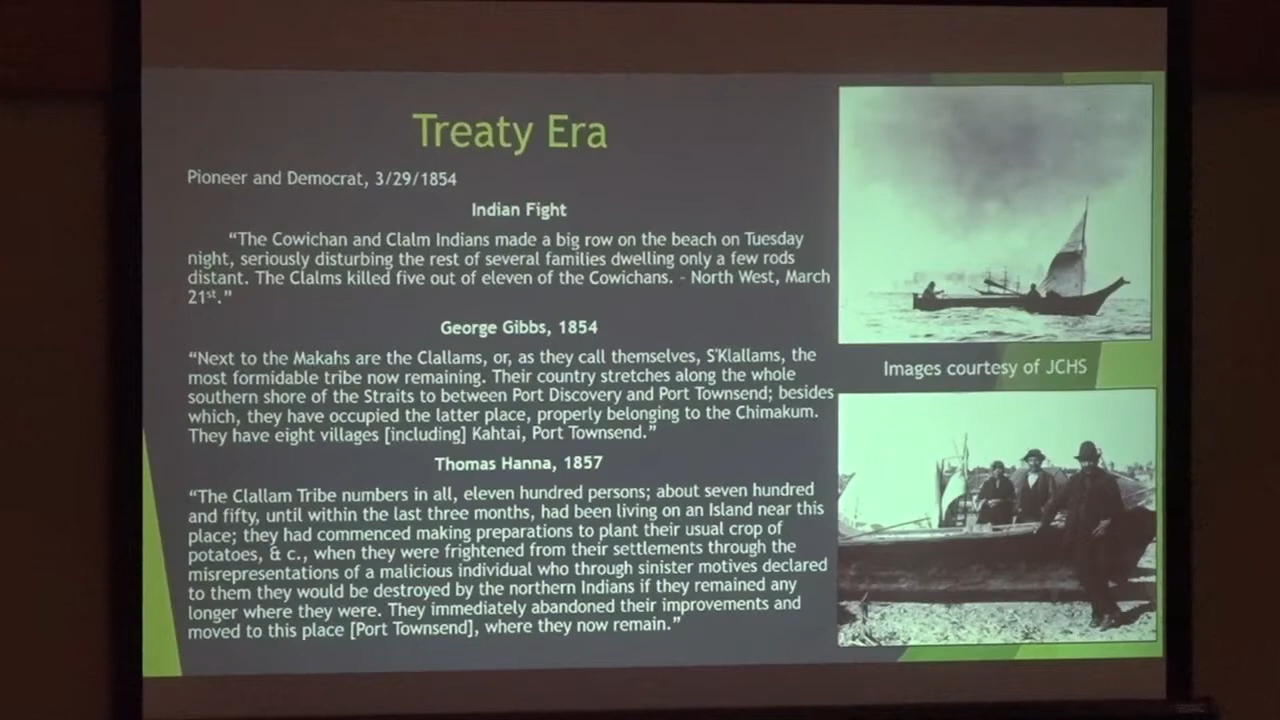 Treaty Era
Pioneer and Democrat, 3/29/1854
Indian Fight
“The Cowichan and Clalm Indians made a big row on the beach on Tuesday
night, seriously disturbing the rest of several families dwelling only a few rods
distant. The Clalms killed five out of eleven of the Cowichans. - North West, March
21st.”
George Gibbs, 1854
“Next to the Makahs are the Clallams, or, as they call themselves, S'Klallams, the
most formidable tribe now remaining. Their country stretches along the whole
southern shore of the Straits to between Port Discovery and Port Townsend; besides
which, they have occupied the latter place, properly belonging to the Chimakum.
They have eight villages [including] Kahtai, Port Townsend.”
Thomas Hanna, 1857
“The Clallam Tribe numbers in all, eleven hundred persons; about seven hundred
and fifty, until within the last three months, had been living on an Island near this
place; they had commenced making preparations to plant their usual crop of
potatoes, & c., when they were frightened from their settlements through the
misrepresentations of a malicious individual who through sinister motives declared
to them they would be destroyed by the northern Indians if they remained any
longer where they were. They immediately abandoned their improvements and
moved to this place [Port Townsend], where they now remain.”
Images courtesy of JCHS